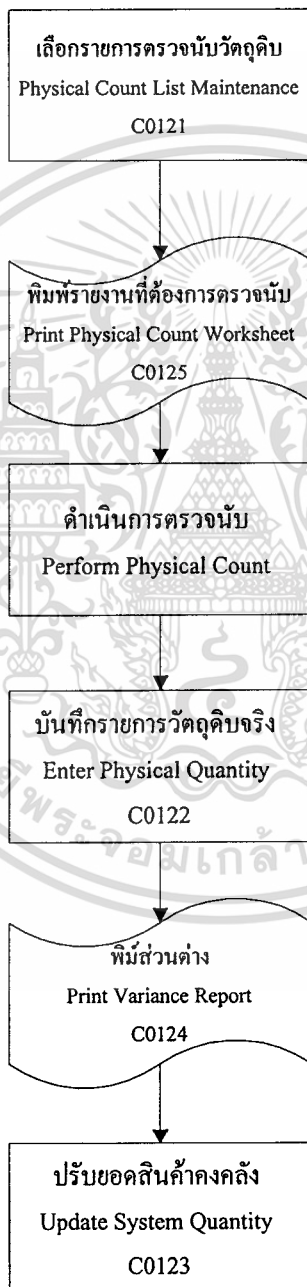 เลือกรายการตรวจนับวัตถุดิบ
Physical Count List Maintenance
C0121
พิมพ์รายงานที่ต้องการตรวจนับ
Print Physical Count Worksheet
C0125
ดำเนินการตรวจนับ
Perform Physical Count
บันทึกรายการวัตถุดิบจริง
Enter Physical Quantity
C0122
พิม์ส่วนต่าง
Print Variance Report
C0124
ปรับยอดสินค้าคงคลัง
Update System Quantity
C0123